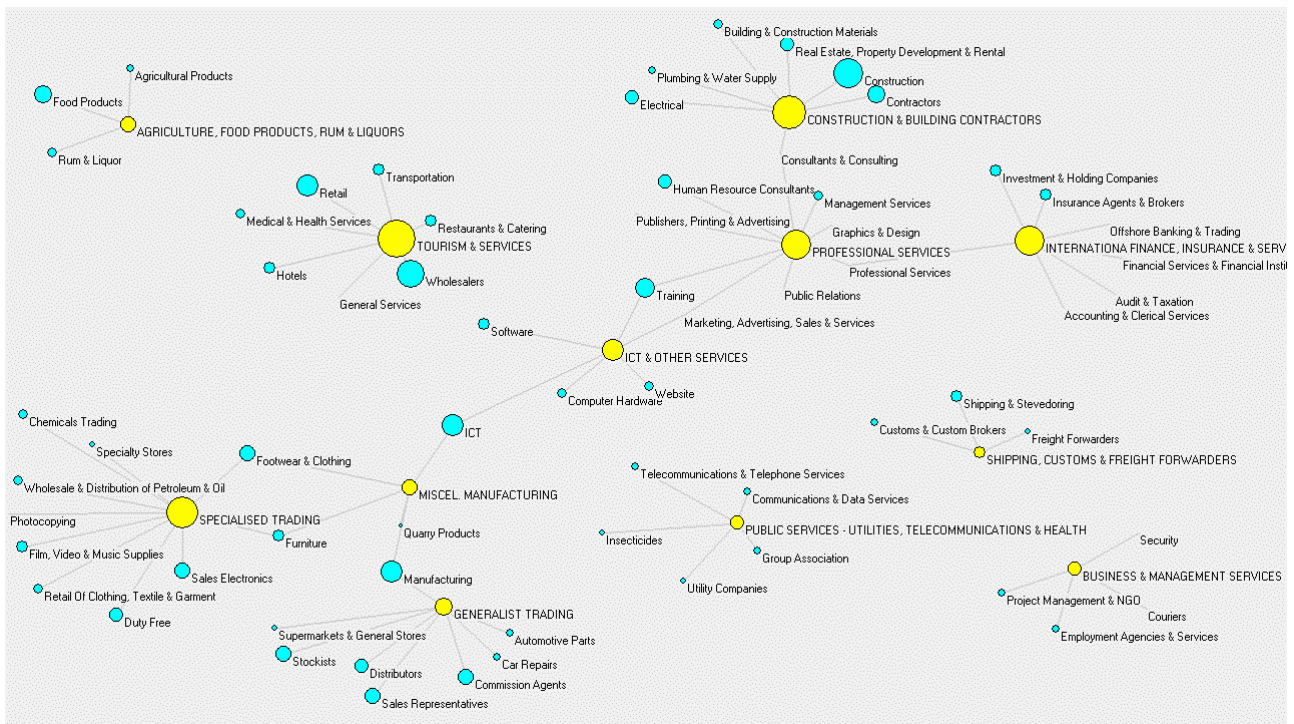 Building & Construction Materials
Real Estate, Property Development & Rental
Agricultural Products
Plumbing & Water Supply
Construction
Food Products
Electrical
Contractors
CONSTRUCTION & BUILDING CONTRACTORS
AGRICULTURE, FOOD PRODUCTS, RUM & LIQUORS
Rum & Liquor
Consultants & Consulting
Transportation
Investment & Holding Companies
Retail
Human Resource Consultants
Management Services
Insurance Agents & Brokers
Medical & Health Services
Restaurants & Catering
Publishers, Printing & Advertising
Graphics & Design
Offshore Banking & Trading
TOURISM & SERVICES
PROFESSIONAL SERVICES
INTERNATIONA FINANCE, INSURANCE & SERV
Hotels
Wholesalers
Professional Services
Financial Services & Financial Instit
General Services
Training
Public Relations
Audit & Taxation
Accounting & Clerical Services
Software
Marketing, Advertising, Sales & Services
ICT & OTHER SERVICES
Computer Hardware
Website
Shipping & Stevedoring
Chemicals Trading
ICT
Customs & Custom Brokers
Freight Forwarders
Specialty Stores
Footwear & Clothing
SHIPPING, CUSTOMS & FREIGHT FORWARDERS
Wholesale & Distribution of Petroleum & Oil
Telecommunications & Telephone Services
MISCEL. MANUFACTURING
Communications & Data Services
Photocopying
SPECIALISED TRADING
Quarry Products
PUBLIC SERVICES - UTILITIES, TELECOMMUNICATIONS & HEALTH
Furniture
Insecticides
Security
Film, Video & Music Supplies
Group Association
Sales Electronics
Manufacturing
BUSINESS & MANAGEMENT SERVICES
Retail Of Clothing, Textile & Garment
Utility Companies
Project Management & NGO
Duty Free
GENERALIST TRADING
Couriers
Supermarkets & General Stores
Automotive Parts
Employment Agencies & Services
Stockists
Car Repairs
Distributors
Commission Agents
Sales Representatives